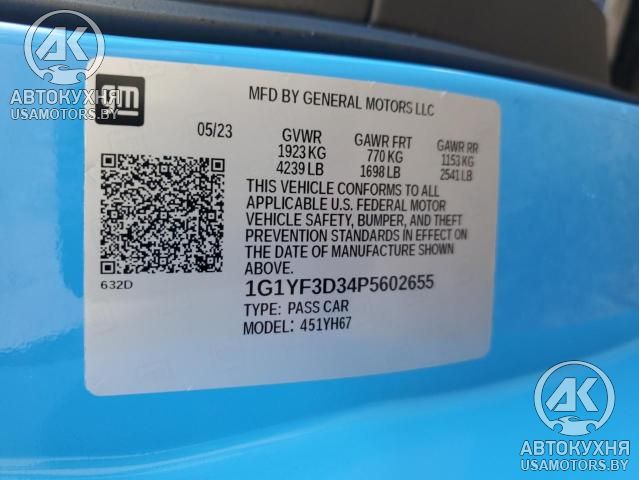 АВТОКУХНЯ
USAMOTORS.BY
gm
MFD BY GENERAL MOTORS LLC
05/23 GVWR GAWR FRT GAWR RR
1923 KG 770 KG 1153 KG
4239 LB 1698 LB 2541 LB
THIS VEHICLE CONFORMS TO ALL
APPLICABLE U.S. FEDERAL MOTOR
VEHICLE SAFETY, BUMPER, AND THEFT
PREVENTION STANDARDS IN EFFECT ON
THE DATE OF MANUFACTURE SHOWN
ABOVE.
632D
1G1YF3D34P5602655
TYPE: PASS CAR
MODEL: 451YH67
АК
АВТОКУХНЯ
USAMOTORS.BY